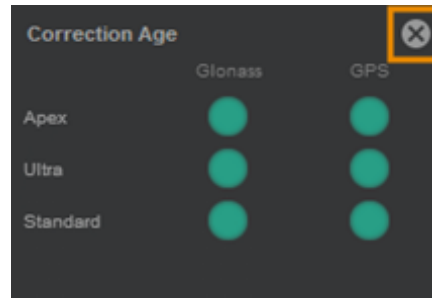 Correction Age
Glonass GPS
Apex
Ultra
Standard